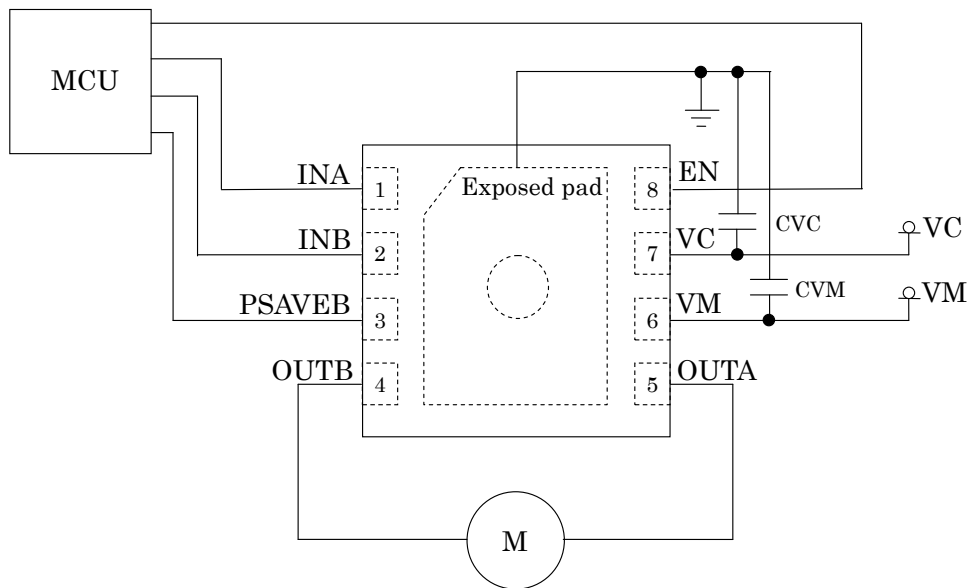 MCU
INA
1
Exposed pad
8
EN
INB
2
7
VC
CVC
VC
PSAVEB
3
6
VM
CVM
VM
OUTB
4
5
OUTA
M